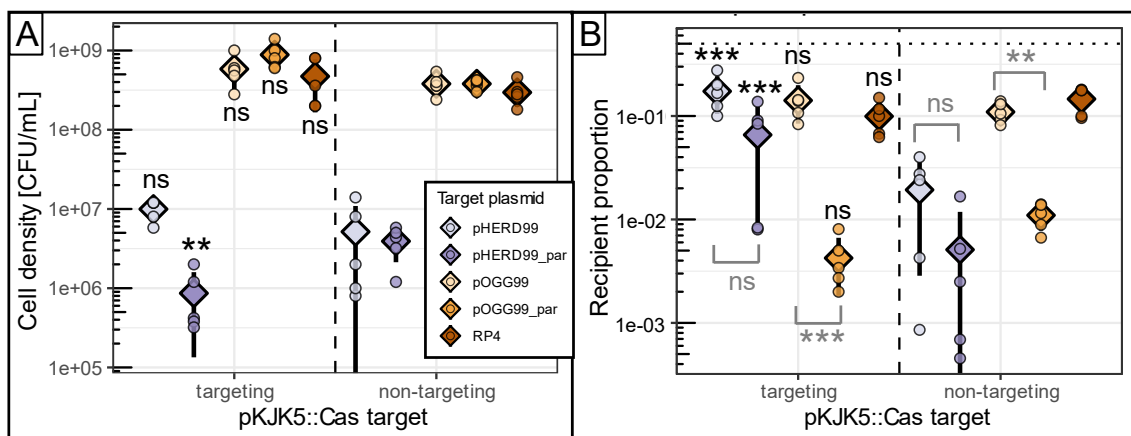 A
Cell density [CFU/mL]
1e+09
1e+08
1e+07
1e+06
1e+05
ns
**
ns
ns
ns
Target plasmid
pHERD99
pHERD99_par
pOGG99
pOGG99_par
RP4
targeting
non-targeting
pKJK5::Cas target
B
Recipient proportion
1e-01
1e-02
1e-03
***
***
ns
ns
ns
ns
***
ns
**
targeting
non-targeting
pKJK5::Cas target